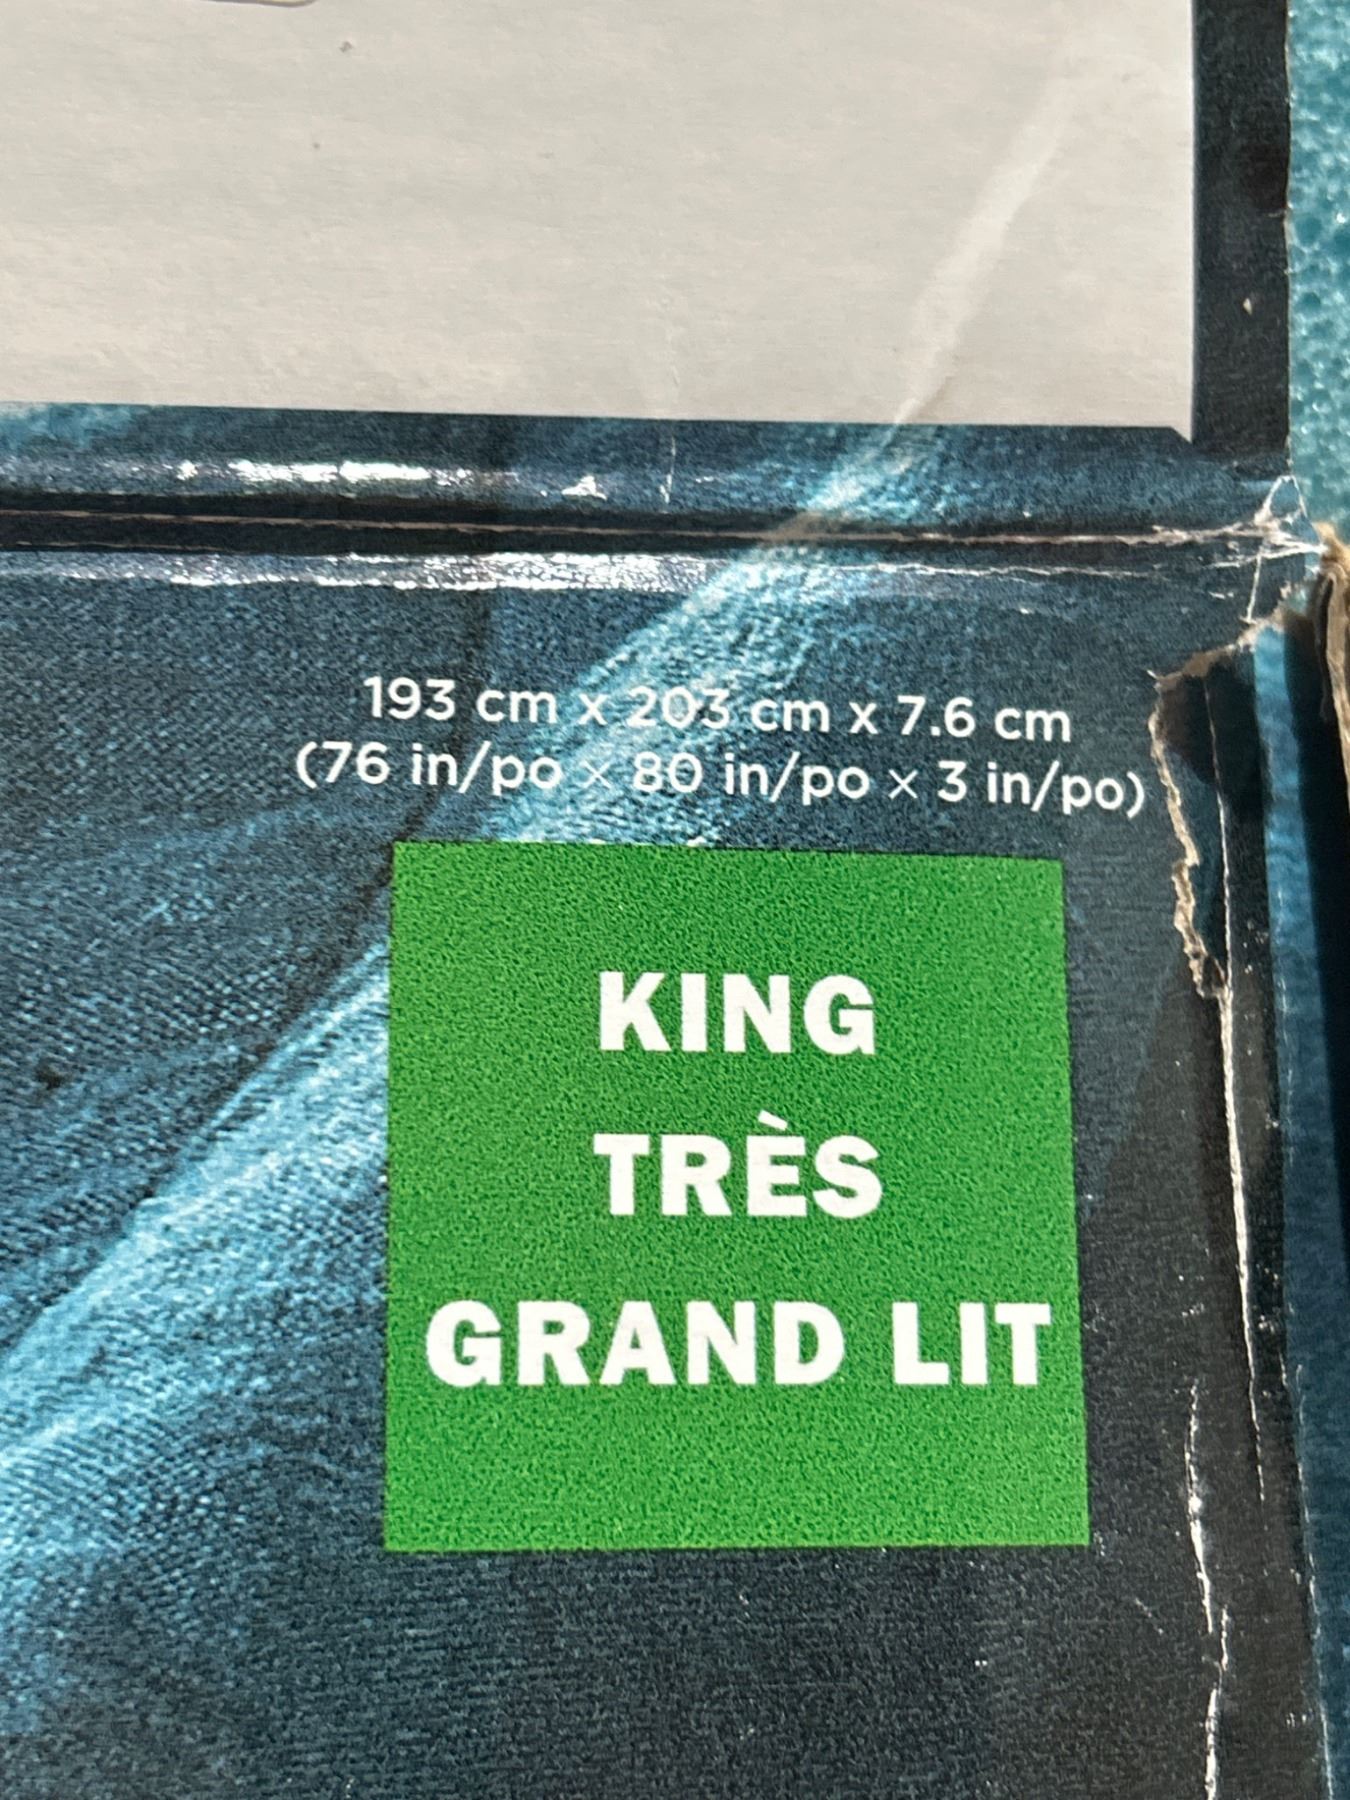 193 cm x 203 cm x 7.6 cm
(76 in/po × 80 in/po × 3 in/po)
KING
TRÈS
GRAND LIT